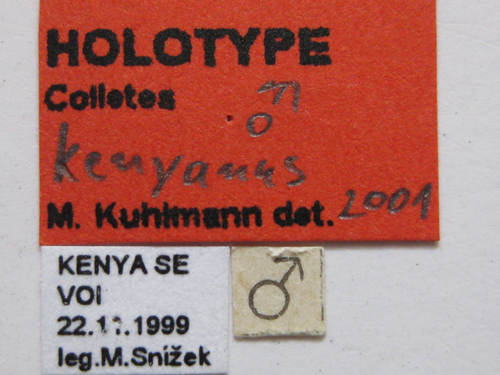 HOLOTYPE
Colletes ♂
kenyanus
M. Kuhlmann det. 2001
KENYA SE
VOI
22.11.1999
leg.M.Snížek
♂